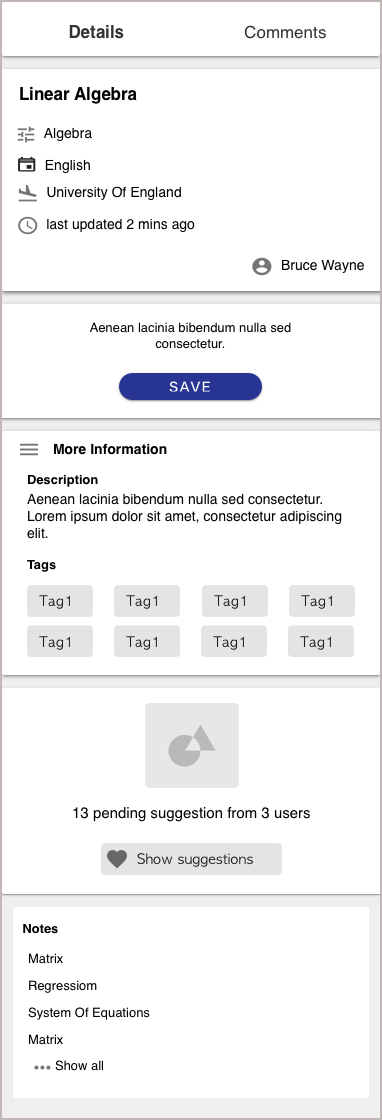 Details
Comments
Linear Algebra
Algebra
English
University Of England
last updated 2 mins ago
Bruce Wayne
Aenean lacinia bibendum nulla sed
consectetur.
SAVE
More Information
Description
Aenean lacinia bibendum nulla sed consectetur.
Lorem ipsum dolor sit amet, consectetur adipiscing
elit.
Tags
Tag1 Tag1 Tag1 Tag1
Tag1 Tag1 Tag1 Tag1
13 pending suggestion from 3 users
Show suggestions
Notes
Matrix
Regressiom
System Of Equations
Matrix
Show all